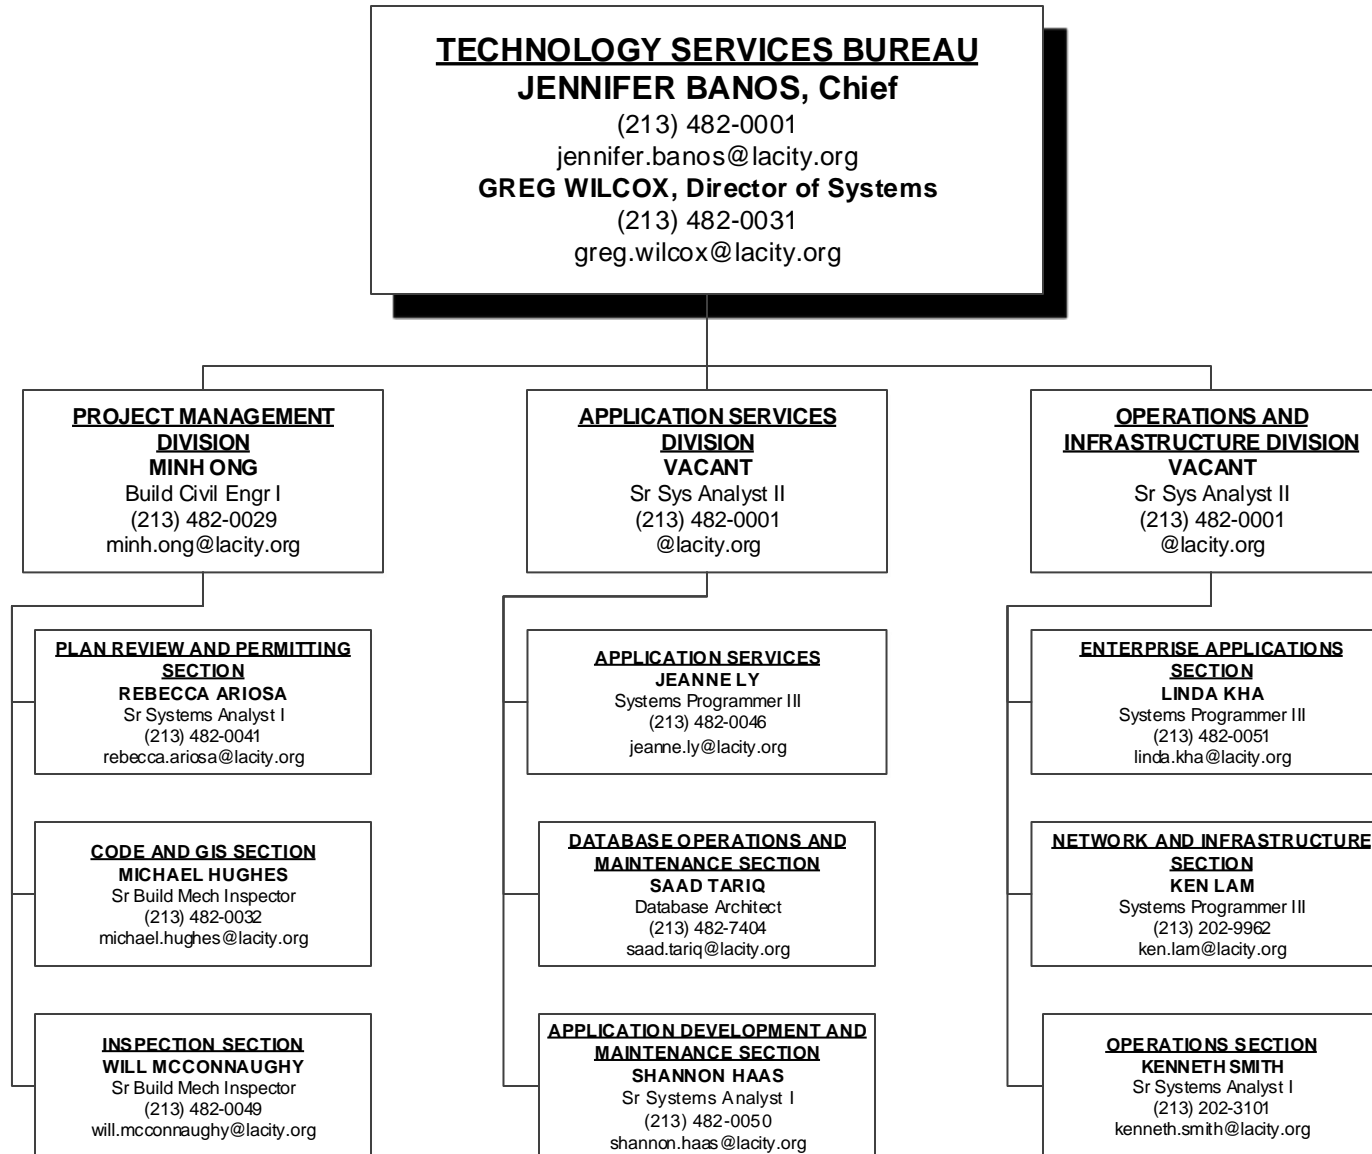 TECHNOLOGY SERVICES BUREAU
JENNIFER BANOS, Chief
(213) 482-0001
jennifer.banos@lacity.org
GREG WILCOX, Director of Systems
(213) 482-0031
greg.wilcox@lacity.org
PROJECT MANAGEMENT
DIVISION
MINH ONG
Build Civil Engr I
(213) 482-0029
minh.ong@lacity.org
APPLICATION SERVICES
DIVISION
VACANT
Sr Sys Analyst II
(213) 482-0001
@lacity.org
OPERATIONS AND
INFRASTRUCTURE DIVISION
VACANT
Sr Sys Analyst II
(213) 482-0001
@lacity.org
PLAN REVIEW AND PERMITTING
SECTION
REBECCA ARIOSA
Sr Systems Analyst I
(213) 482-0041
rebecca.ariosa@lacity.org
APPLICATION SERVICES
JEANNE LY
Systems Programmer III
(213) 482-0046
jeanne.ly@lacity.org
ENTERPRISE APPLICATIONS
SECTION
LINDA KHA
Systems Programmer III
(213) 482-0051
linda.kha@lacity.org
CODE AND GIS SECTION
MICHAEL HUGHES
Sr Build Mech Inspector
(213) 482-0032
michael.hughes@lacity.org
DATABASE OPERATIONS AND
MAINTENANCE SECTION
SAAD TARIQ
Database Architect
(213) 482-7404
saad.tariq@lacity.org
NETWORK AND INFRASTRUCTURE
SECTION
KEN LAM
Systems Programmer III
(213) 202-9962
ken.lam@lacity.org
INSPECTION SECTION
WILL MCCONNAUGHY
Sr Build Mech Inspector
(213) 482-0049
will.mcconnaughy@lacity.org
APPLICATION DEVELOPMENT AND
MAINTENANCE SECTION
SHANNON HAAS
Sr Systems Analyst I
(213) 482-0050
shannon.haas@lacity.org
OPERATIONS SECTION
KENNETH SMITH
Sr Systems Analyst I
(213) 202-3101
kenneth.smith@lacity.org